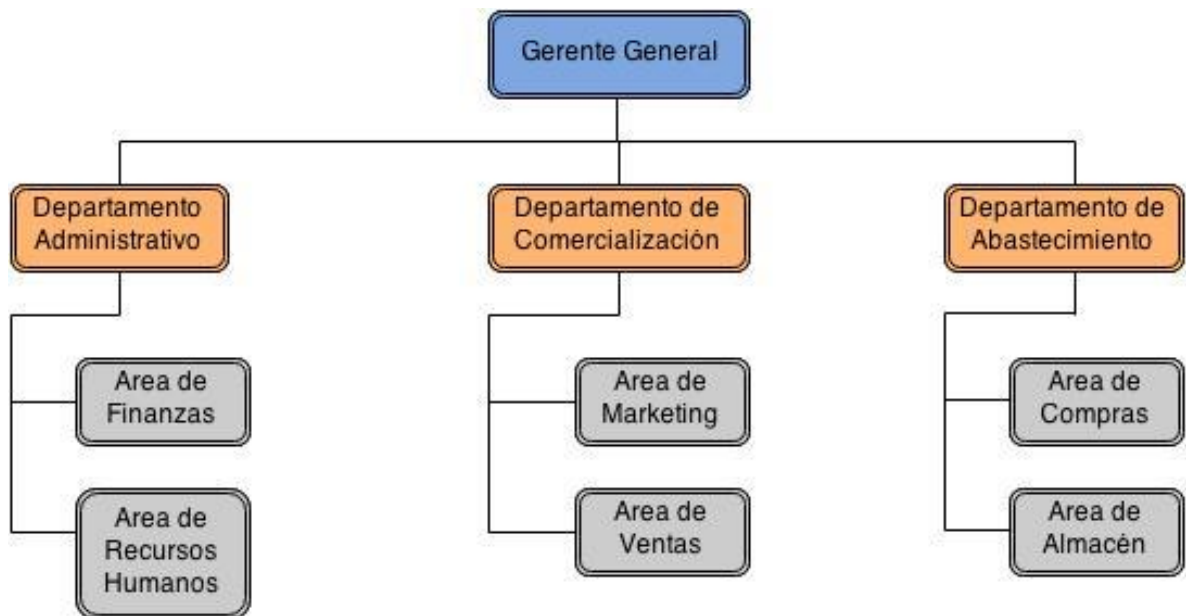 Gerente General
Departamento
Administrativo
Departamento de
Comercialización
Departamento de
Abastecimiento
Area de
Finanzas
Area de
Marketing
Area de
Compras
Area de
Recursos
Humanos
Area de
Ventas
Area de
Almacén